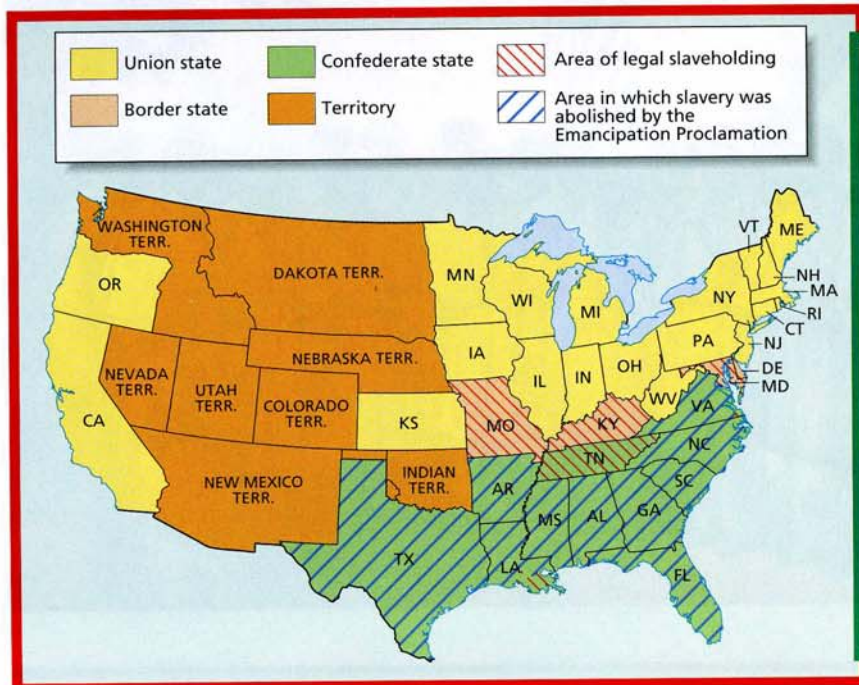 Union state
Confederate state
Area of legal slaveholding
Border state
Territory
Area in which slavery was
abolished by the
Emancipation Proclamation
WASHINGTON
TERR.
OR
DAKOTA TERR.
MN
WI
MI
VT
ME
NH
MA
NY
RI
CT
PA
NJ
NEBRASKA TERR.
IA
IL
IN
OH
DE
MD
NEVADA
TERR.
UTAH
TERR.
COLORADO
TERR.
CA
KS
MO
KY
WV
VA
NC
TN
NEW MEXICO
TERR.
INDIAN
TERR.
AR
SC
MS
AL
GA
TX
LA
FL